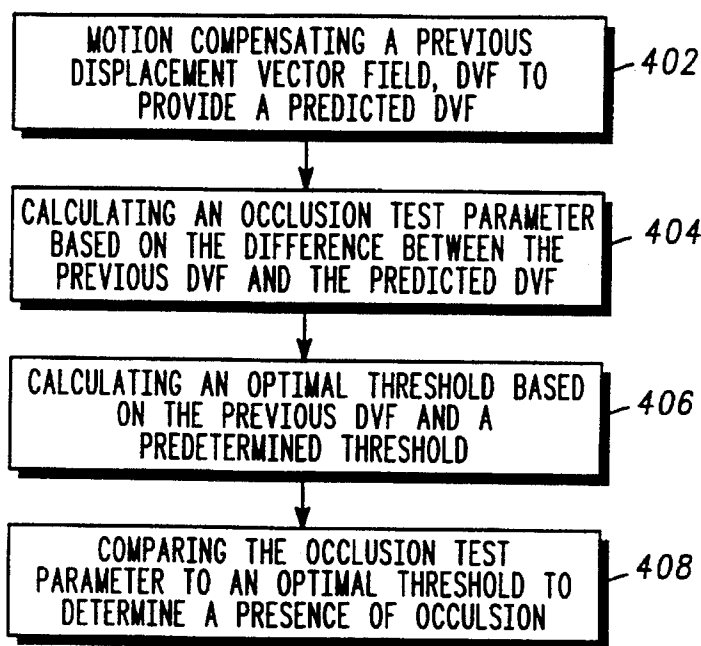 MOTION COMPENSATING A PREVIOUS
DISPLACEMENT VECTOR FIELD, DVF TO
PROVIDE A PREDICTED DVF
402
CALCULATING AN OCCLUSION TEST PARAMETER
BASED ON THE DIFFERENCE BETWEEN THE
PREVIOUS DVF AND THE PREDICTED DVF
404
CALCULATING AN OPTIMAL THRESHOLD BASED
ON THE PREVIOUS DVF AND A
PREDETERMINED THRESHOLD
406
COMPARING THE OCCLUSION TEST
PARAMETER TO AN OPTIMAL THRESHOLD TO
DETERMINE A PRESENCE OF OCCULSION
408